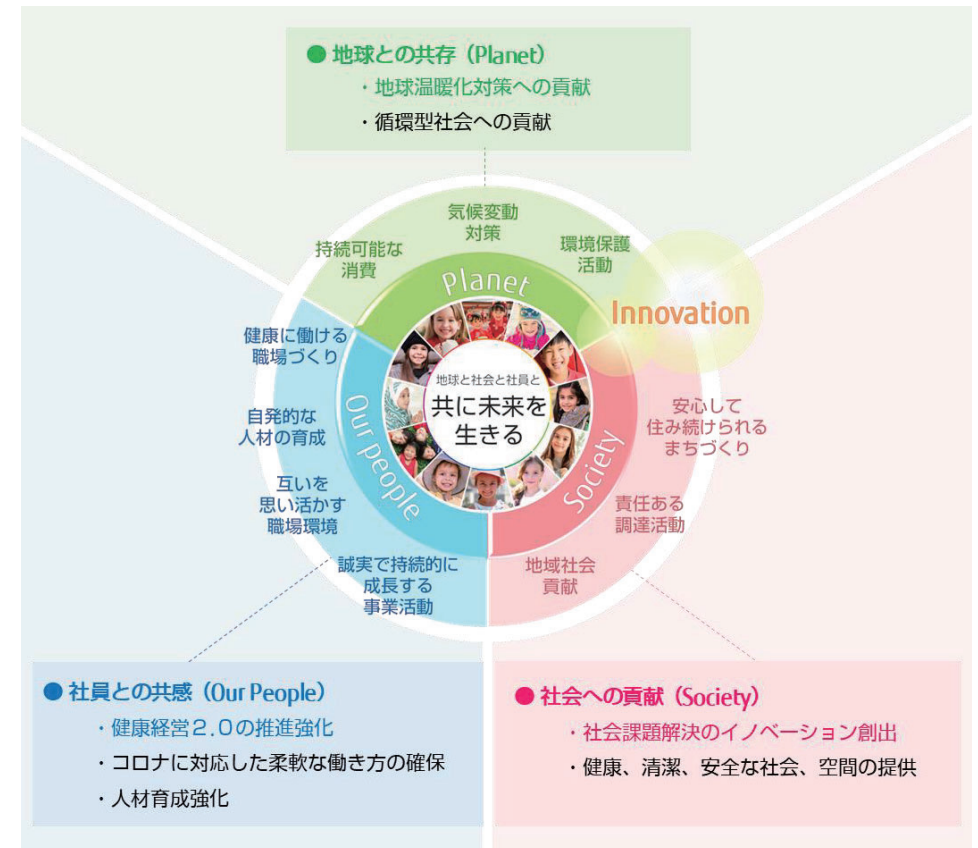 ● 地球との共存（Planet）
・地球温暖化対策への貢献
・循環型社会への貢献
気候変動
対策
持続可能な
消費
環境保護
活動
Planet
Innovation
健康に働ける
職場づくり
自発的な
人材の育成
互いを
思い活かす
職場環境
誠実で持続的に
成長する
事業活動
Our people
地球と社会と社員と
共に未来を
生きる
Society
安心して
住み続けられる
まちづくり
責任ある
調達活動
地域社会
貢献
● 社員との共感（Our People）
・健康経営２.０の推進強化
・コロナに対応した柔軟な働き方の確保
・人材育成強化
● 社会への貢献（Society）
・社会課題解決のイノベーション創出
・健康、清潔、安全な社会、空間の提供